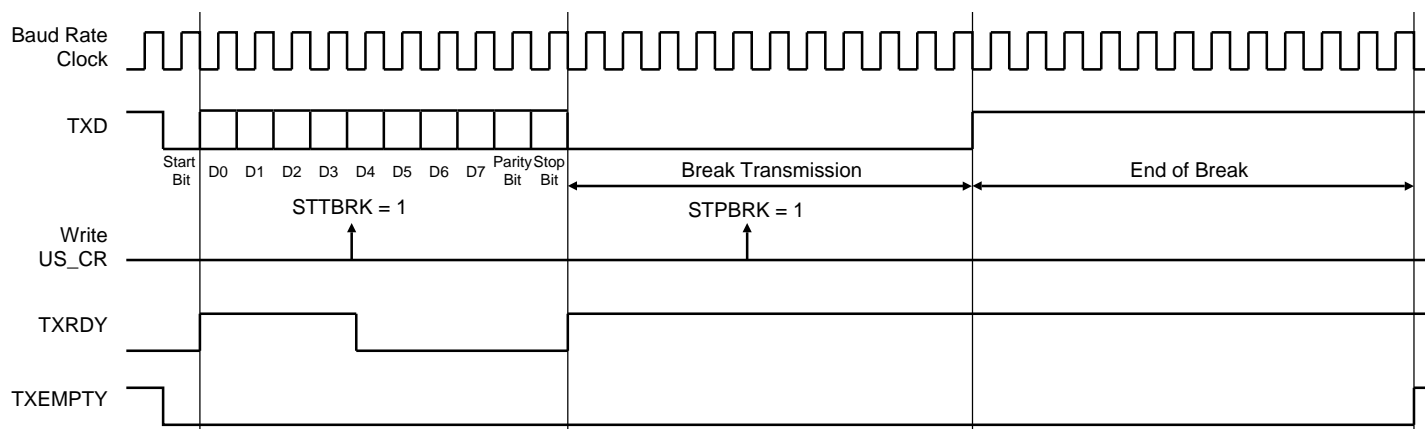 Baud Rate
Clock
TXD
Start
Bit
D0
D1
D2
D3
D4
D5
D6
D7
Parity
Bit
Stop
Bit
Break Transmission
End of Break
STTBRK = 1
STPBRK = 1
Write
US_CR
TXRDY
TXEMPTY